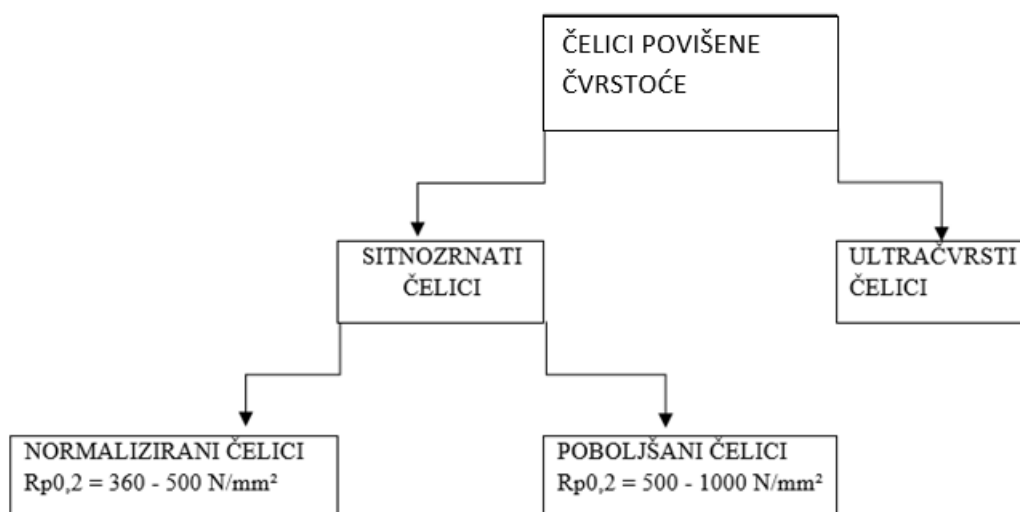 ČELICI POVIŠENE
ČVRSTOĆE
SITNOZRNATI
ČELICI
ULTRAČVRSTI
ČELICI
NORMALIZIRANI ČELICI
Rp0,2 = 360 - 500 N/mm²
POBOLJŠANI ČELICI
Rp0,2 = 500 - 1000 N/mm²